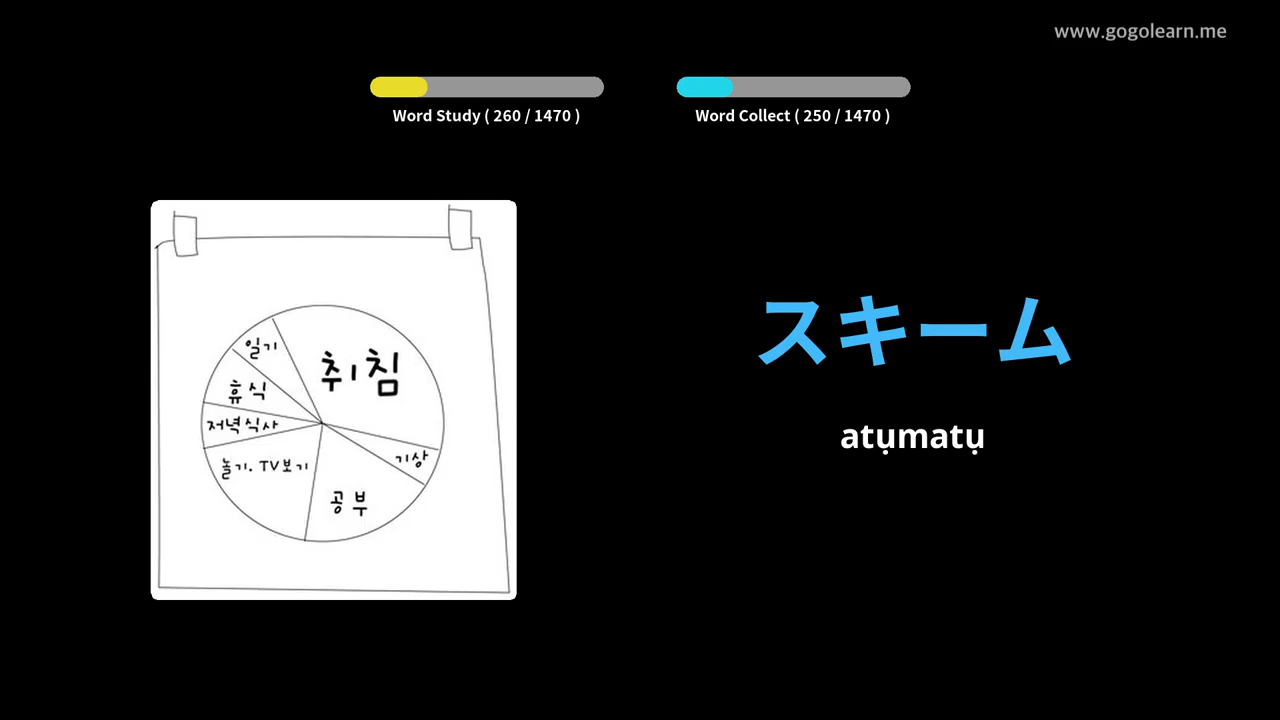 www.gogolearn.me
Word Study ( 260 / 1470 )
Word Collect ( 250 / 1470 )
일기
취침
휴식
저녁식사
기상
놀기. TV보기
공부
スキーム
atụmatụ